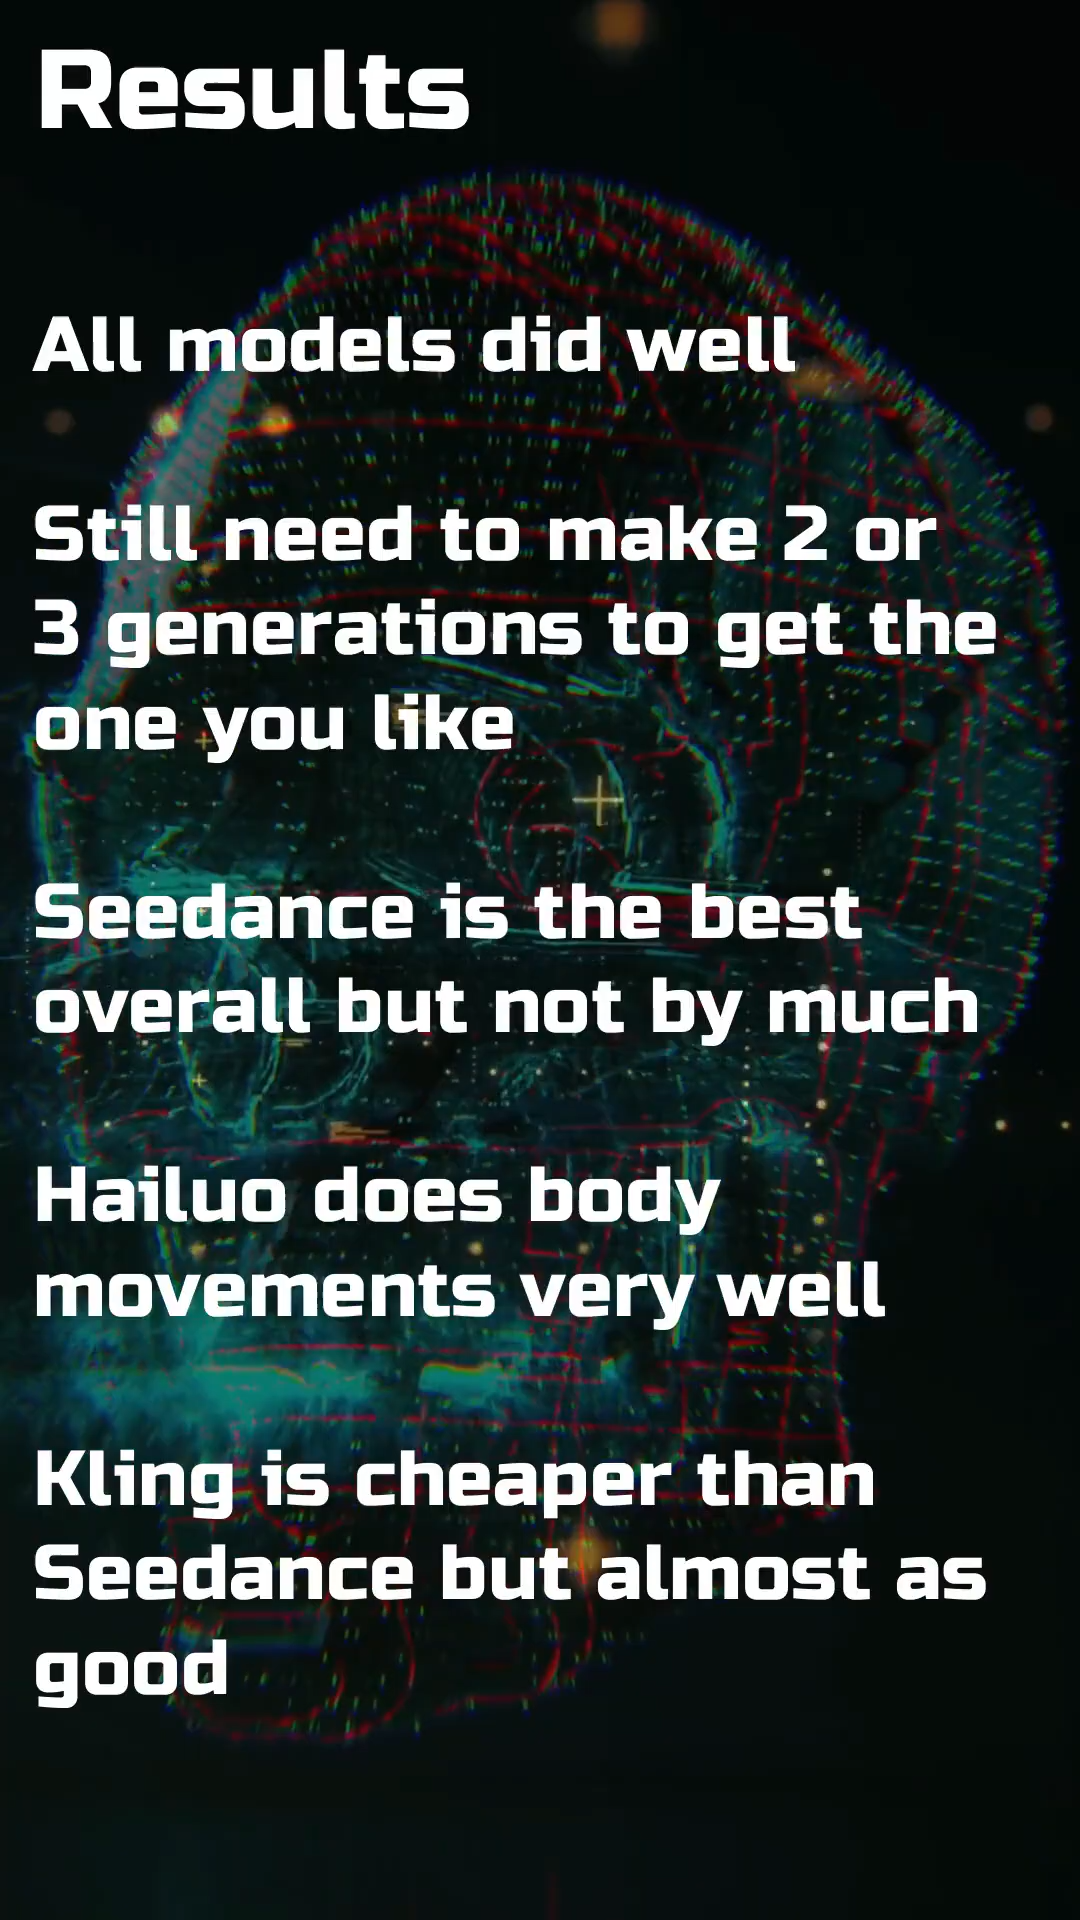 Results
All models did well
Still need to make 2 or
3 generations to get the
one you like
Seedance is the best
overall but not by much
Hailuo does body
movements very well
Kling is cheaper than
Seedance but almost as
good